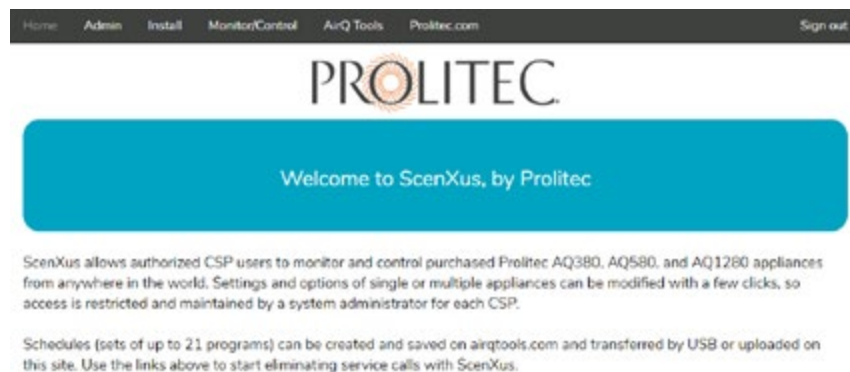 Home Admin Install Monitor/Control AirQ Tools Prolitec.com Sign out
PROLITEC
Welcome to ScenXus, by Prolitec
ScenXus allows authorized CSP users to monitor and control purchased Prolitec AQ380, AQ580, and AQ1280 appliances
from anywhere in the world. Settings and options of single or multiple appliances can be modified with a few clicks, so
access is restricted and maintained by a system administrator for each CSP.
Schedules (sets of up to 21 programs) can be created and saved on airqtools.com and transferred by USB or uploaded on
this site. Use the links above to start eliminating service calls with ScenXus.